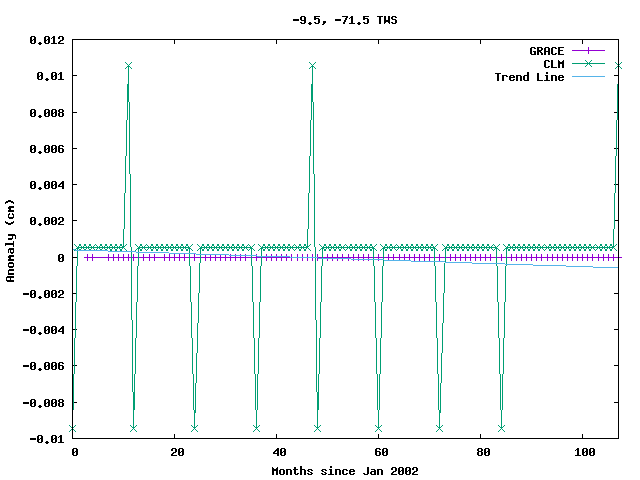 -9.5, -71.5 TWS
GRACE
CLM
Trend Line
0.012
0.01
0.008
0.006
0.004
0.002
0
-0.002
-0.004
-0.006
-0.008
-0.01
Anomaly (cm)
0 20 40 60 80 100
Months since Jan 2002